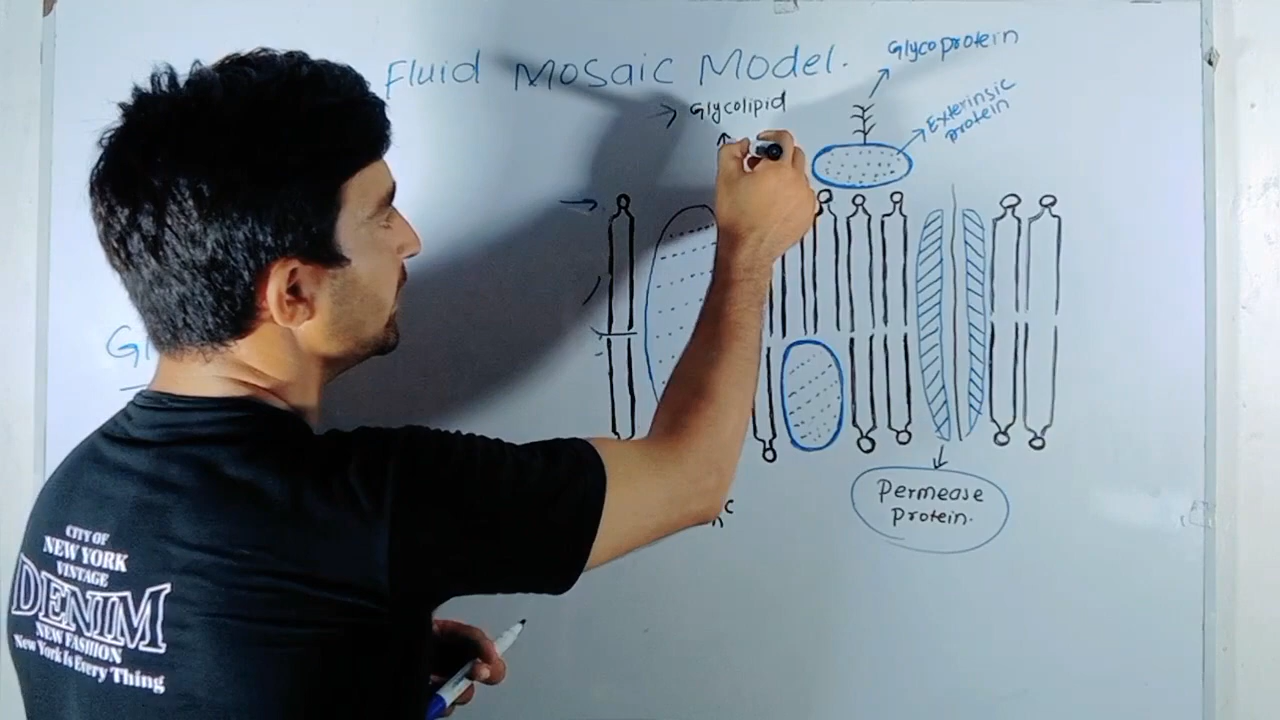 Fluid Mosaic Model.
Glycoprotein
Glycolipid
Exterinsic
protein
Permease
protein.
CITY OF
NEW YORK
VINTAGE
DENIM
NEW FASHION
New York Is Every Thing